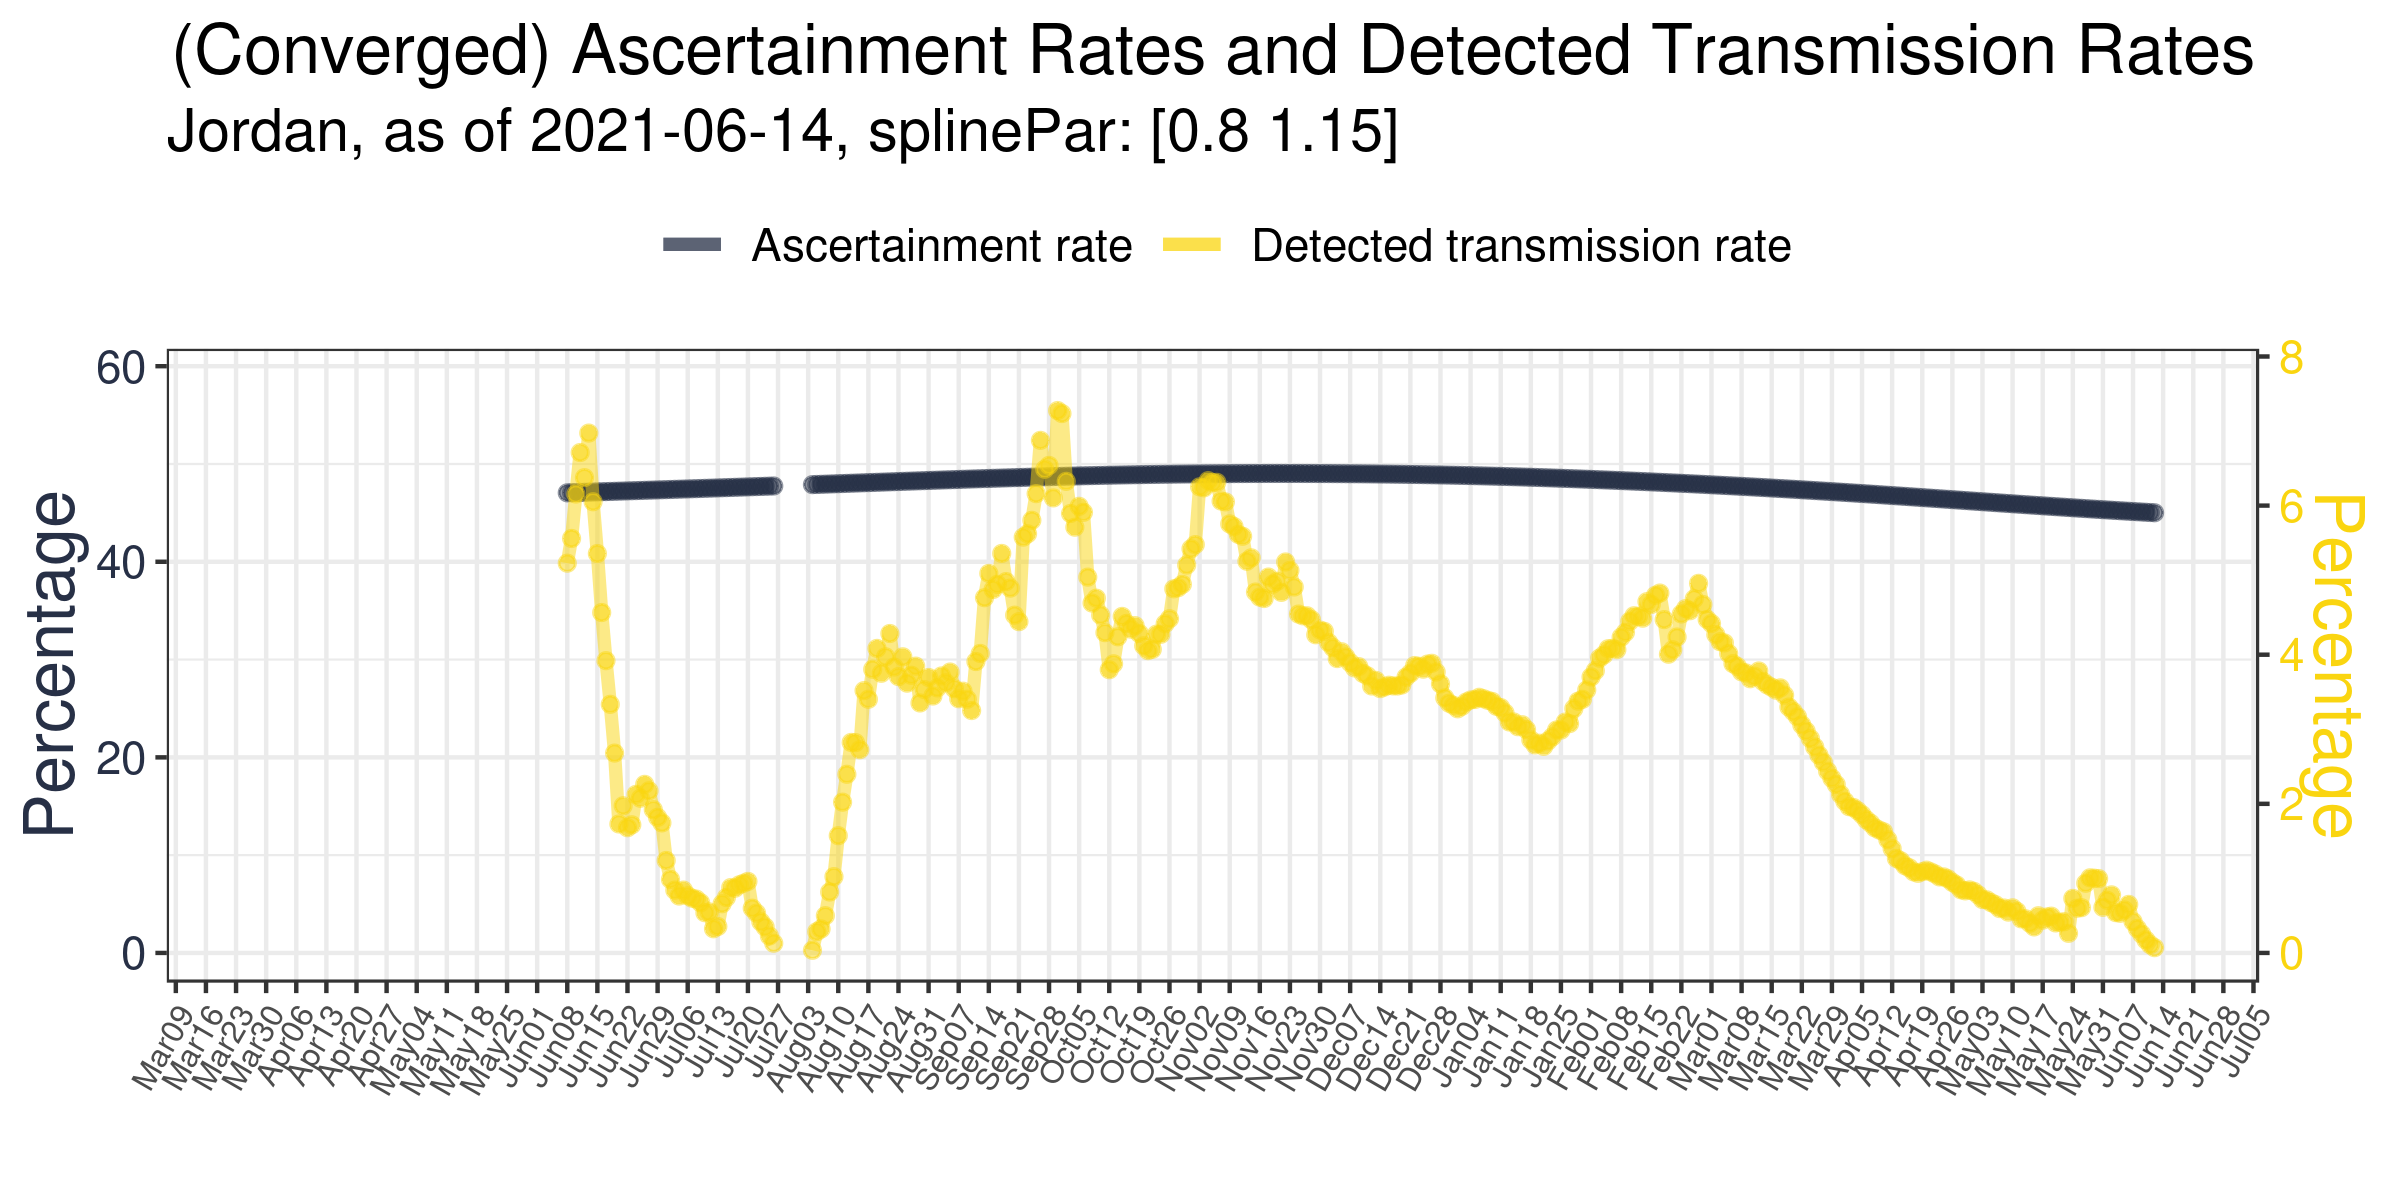 (Converged) Ascertainment Rates and Detected Transmission Rates
Jordan, as of 2021-06-14, splinePar: [0.8 1.15]
Ascertainment rate
Detected transmission rate
Percentage
60
40
20
0
8
6
4
2
0
Percentage
Mar09
Mar16
Mar23
Mar30
Apr06
Apr13
Apr20
Apr27
May04
May11
May18
May25
Jun01
Jun08
Jun15
Jun22
Jun29
Jul06
Jul13
Jul20
Jul27
Aug03
Aug10
Aug17
Aug24
Aug31
Sep07
Sep14
Sep21
Sep28
Oct05
Oct12
Oct19
Oct26
Nov02
Nov09
Nov16
Nov23
Nov30
Dec07
Dec14
Dec21
Dec28
Jan04
Jan11
Jan18
Jan25
Feb01
Feb08
Feb15
Feb22
Mar01
Mar08
Mar15
Mar22
Mar29
Apr05
Apr12
Apr19
Apr26
May03
May10
May17
May24
May31
Jun07
Jun14
Jun21
Jun28
Jul05